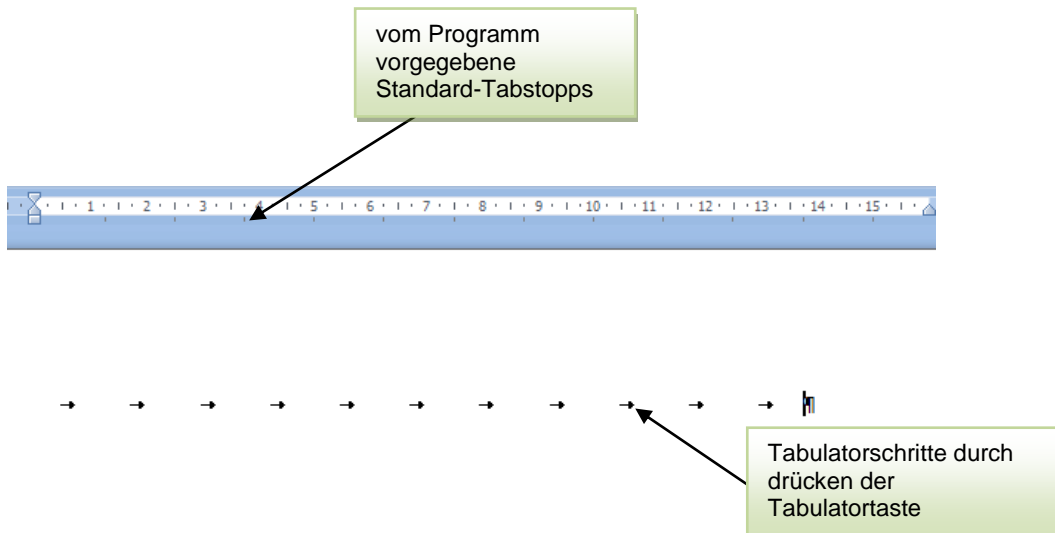 vom Programm
vorgegebene
Standard-Tabstopps
1 2 3 4 5 6 7 8 9 10 11 12 13 14 15
→ → → → → → → → → → → ¶
Tabulatorschritte durch
drücken der
Tabulatortaste